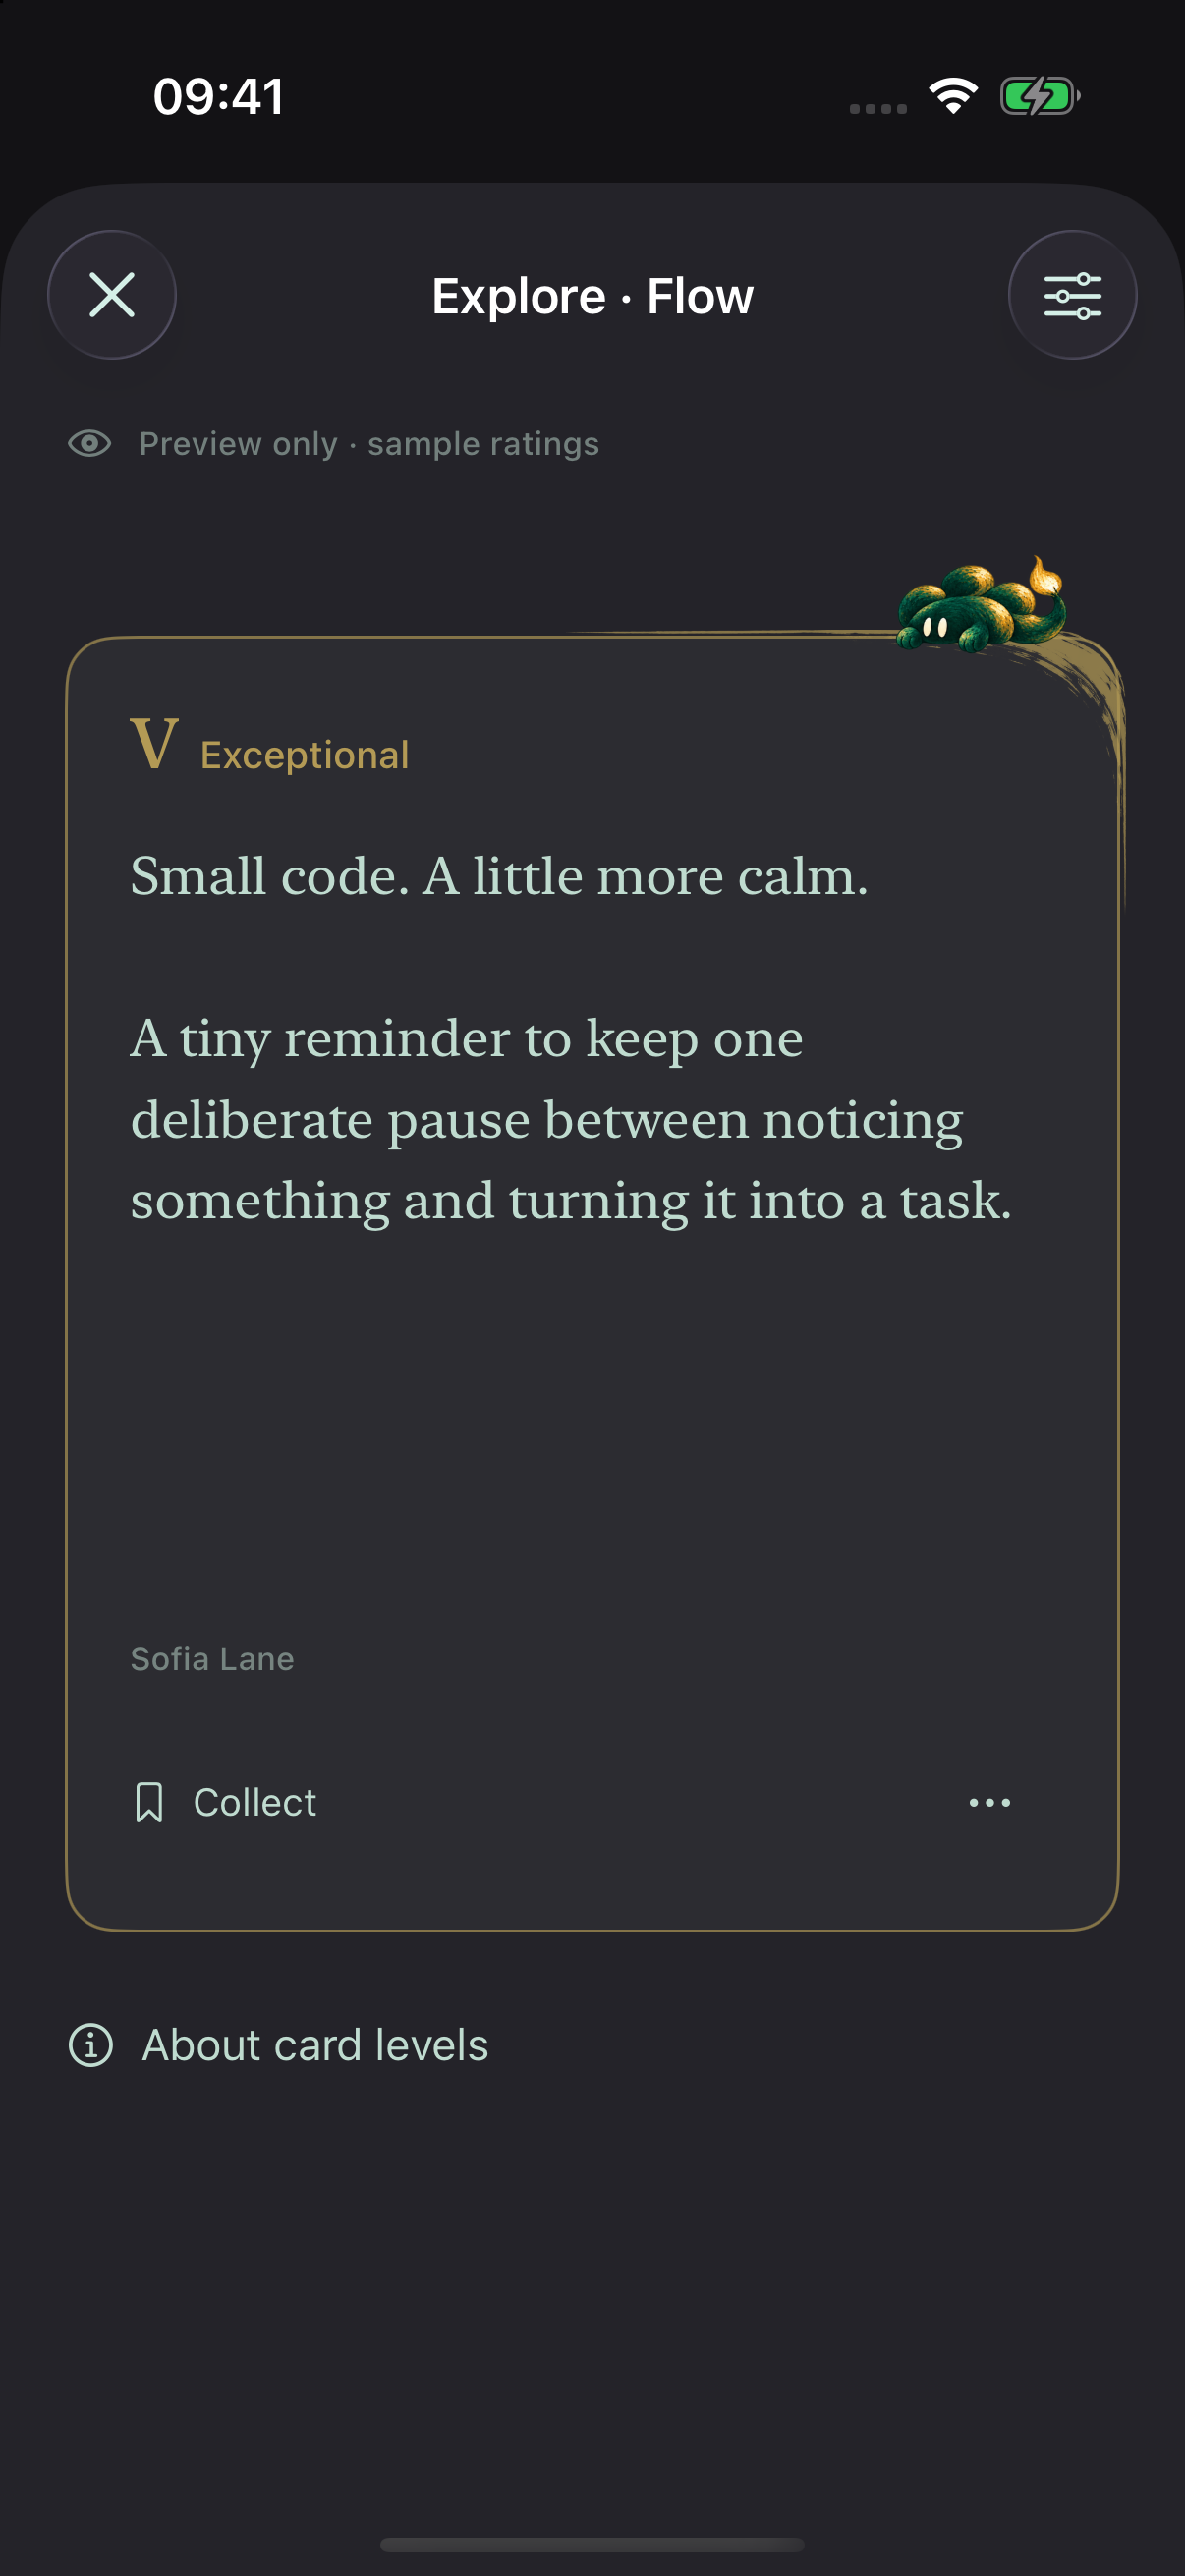 09:41
Explore · Flow
Preview only · sample ratings
V Exceptional
Small code. A little more calm.
A tiny reminder to keep one
deliberate pause between noticing
something and turning it into a task.
Sofia Lane
Collect
About card levels